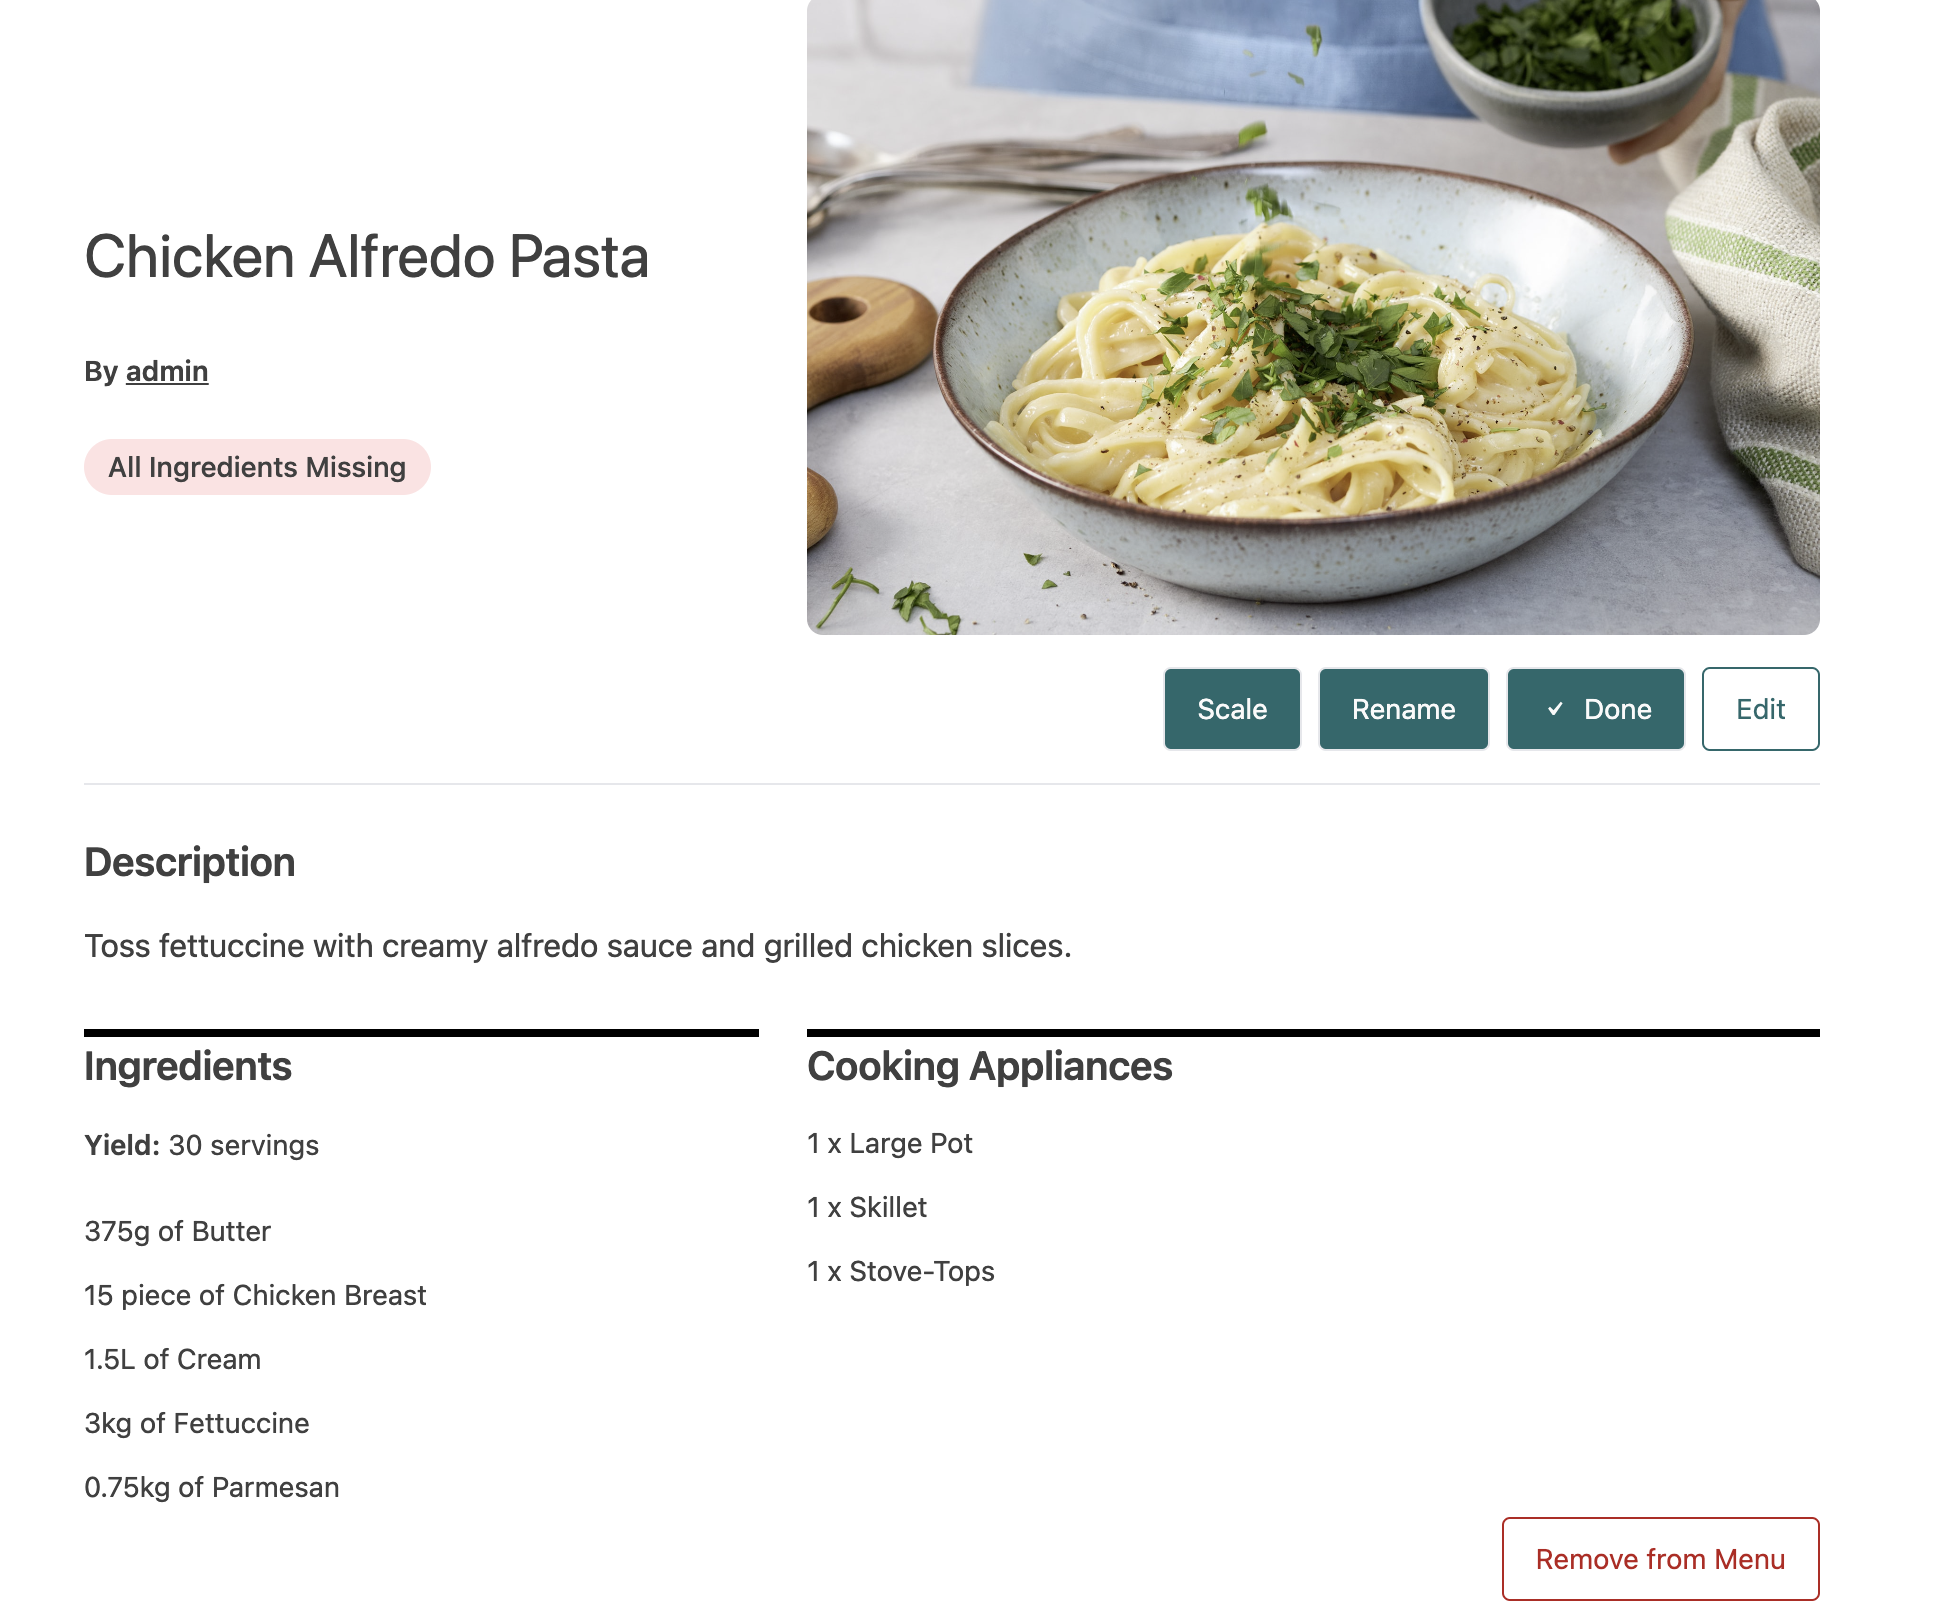 Chicken Alfredo Pasta
By admin
All Ingredients Missing
Scale
Rename
✓ Done
Edit
Description
Toss fettuccine with creamy alfredo sauce and grilled chicken slices.
Ingredients
Yield: 30 servings
375g of Butter
15 piece of Chicken Breast
1.5L of Cream
3kg of Fettuccine
0.75kg of Parmesan
Cooking Appliances
1 x Large Pot
1 x Skillet
1 x Stove-Tops
Remove from Menu